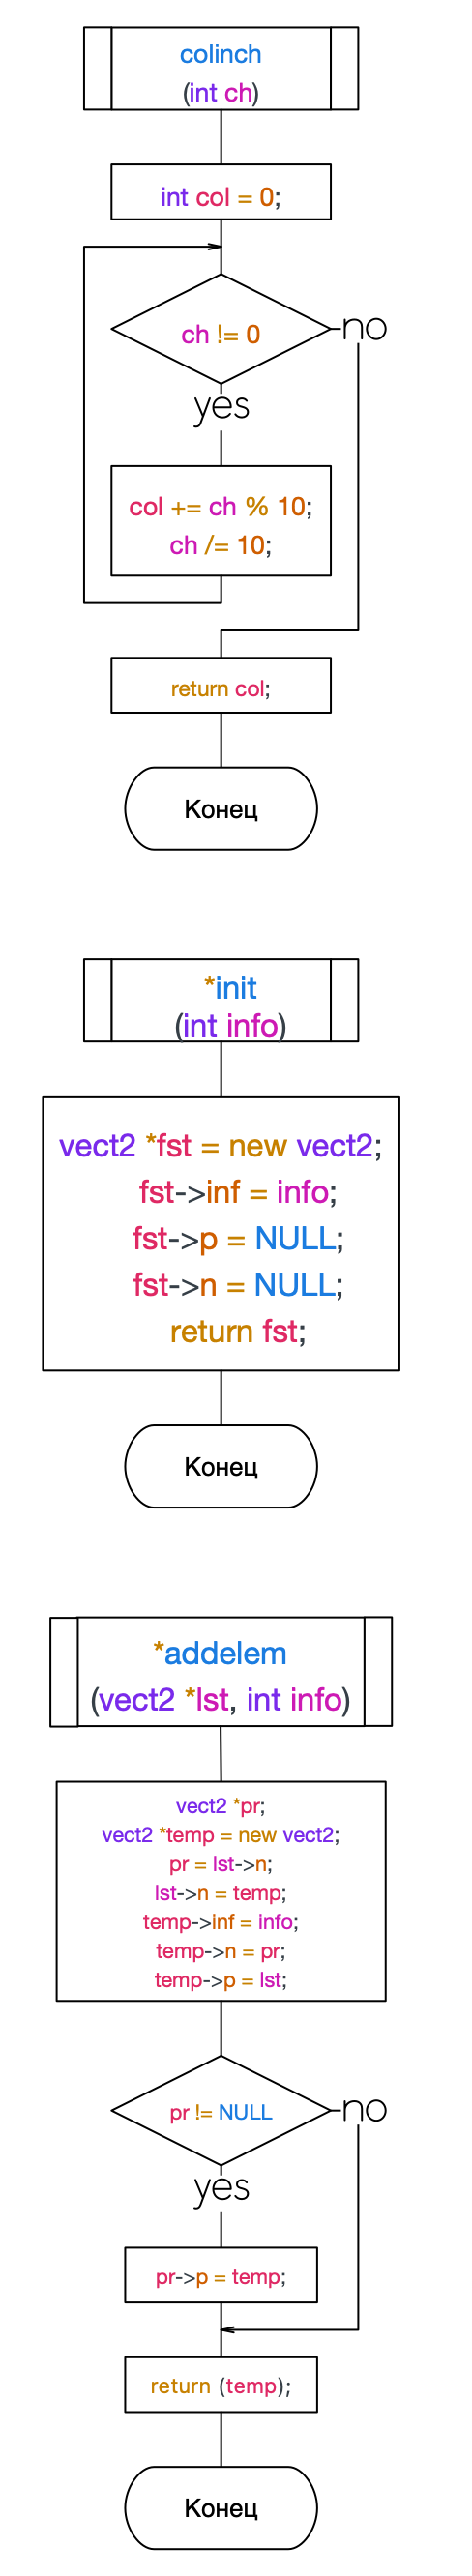 colinch
(int ch)
int col = 0;
ch != 0
no
yes
col += ch % 10;
ch /= 10;
return col;
Конец
*init
(int info)
vect2 *fst = new vect2;
fst->inf = info;
fst->p = NULL;
fst->n = NULL;
return fst;
Конец
*addelem
(vect2 *lst, int info)
vect2 *pr;
vect2 *temp = new vect2;
pr = lst->n;
lst->n = temp;
temp->inf = info;
temp->n = pr;
temp->p = lst;
pr != NULL
no
yes
pr->p = temp;
return (temp);
Конец